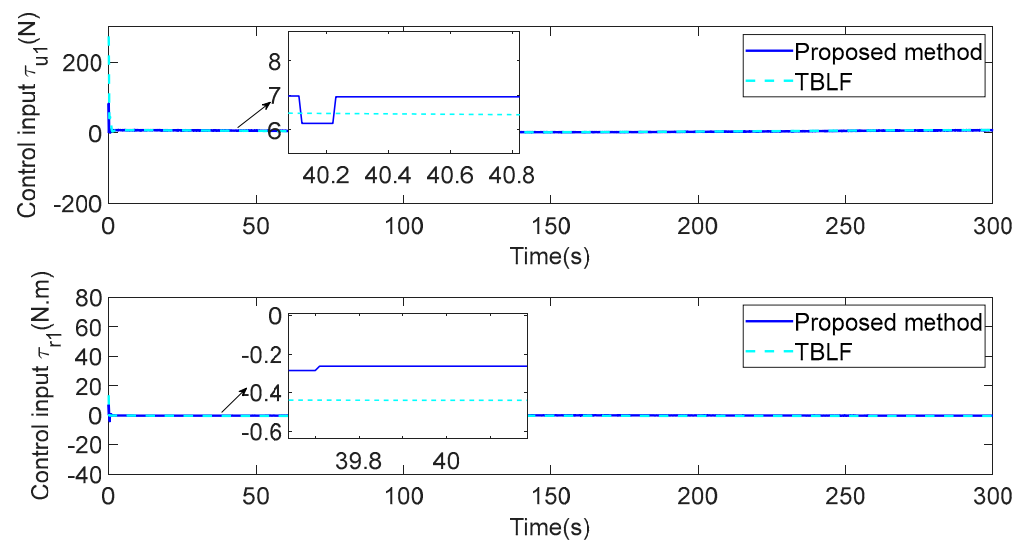 Control input τu1(N)
200
0
-200
8
7
6
40.2 40.4 40.6 40.8
Proposed method
TBLF
0 50 100 150 200 250 300
Time(s)
Control input τr1(N.m)
80
60
40
20
0
-20
-40
0
-0.2
-0.4
-0.6
39.8 40
Proposed method
TBLF
0 50 100 150 200 250 300
Time(s)